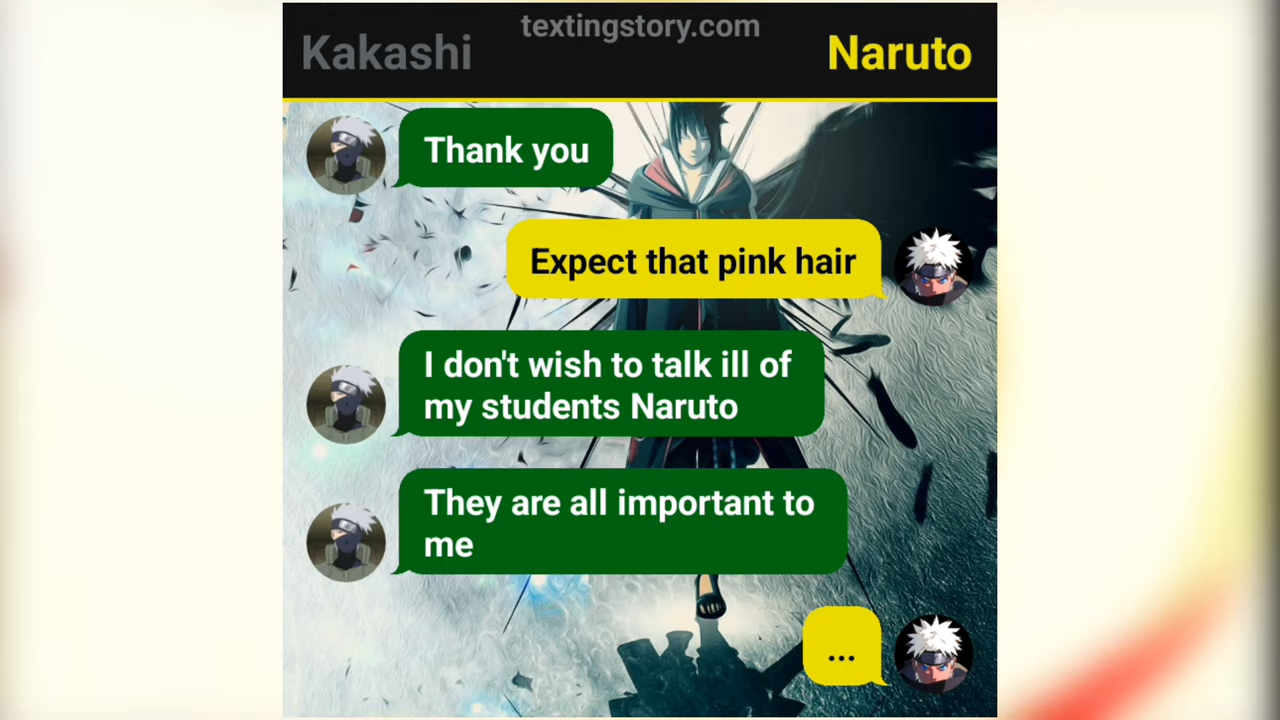 textingstory.com
Kakashi
Naruto
Thank you
Expect that pink hair
I don't wish to talk ill of
my students Naruto
They are all important to
me
...